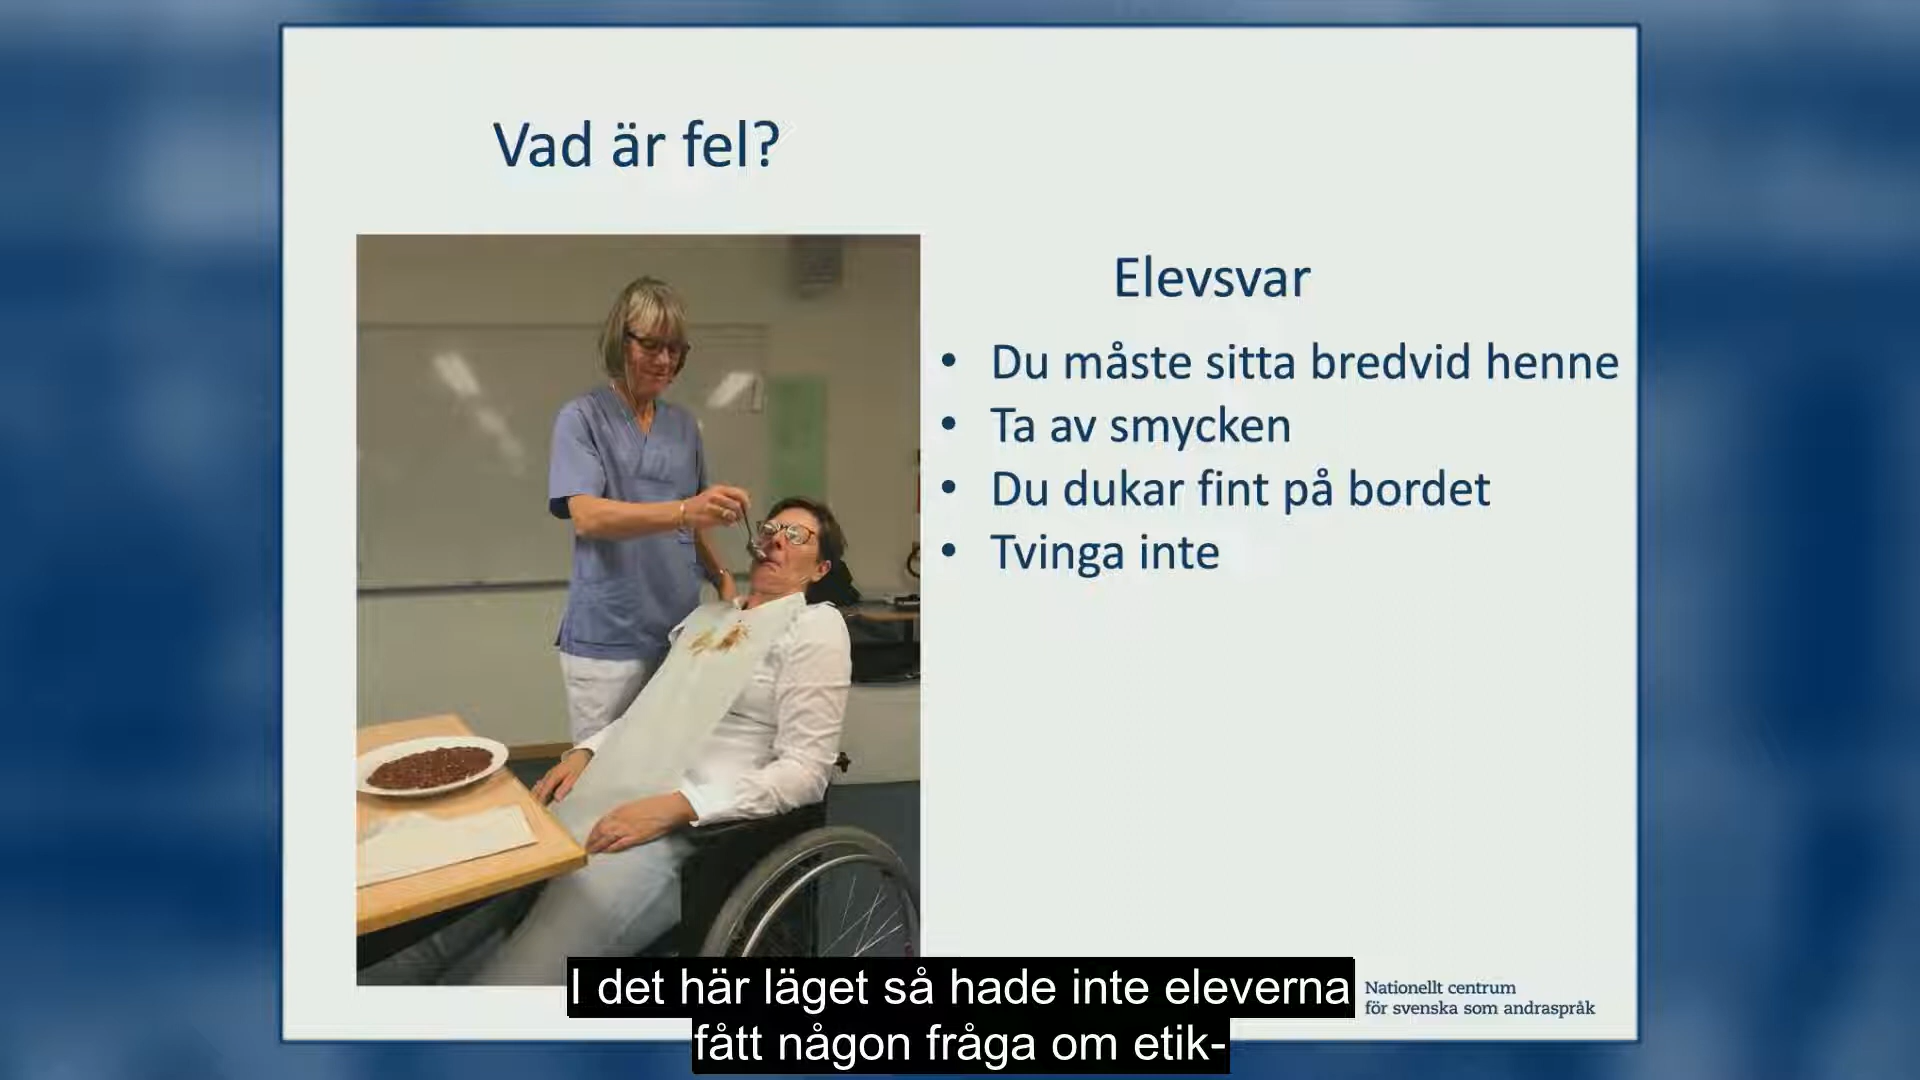 Vad är fel?
Elevsvar
• Du måste sitta bredvid henne
• Ta av smycken
• Du dukar fint på bordet
• Tvinga inte
I det här läget så hade inte eleverna
fått någon fråga om etik-
Nationellt centrum
för svenska som andraspråk